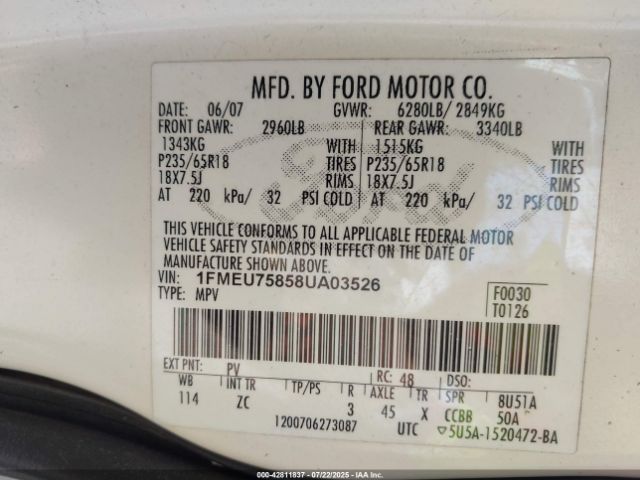 MFD. BY FORD MOTOR CO.
DATE: 06/07 GVWR: 6280LB/ 2849KG
FRONT GAWR: 2960LB REAR GAWR: 3340LB
1343KG WITH 1515KG WITH
P235/65R18 TIRES P235/65R18 TIRES
18X7.5J RIMS 18X7.5J RIMS
AT 220 kPa/ 32 PSI COLD AT 220 kPa/ 32 PSI COLD
THIS VEHICLE CONFORMS TO ALL APPLICABLE FEDERAL MOTOR
VEHICLE SAFETY STANDARDS IN EFFECT ON THE DATE OF
MANUFACTURE SHOWN ABOVE.
VIN: 1FMEU75858UA03526 F0030
TYPE: MPV T0126
EXT PNT: PV RC: 48 DSO:
WB INT TR TP/PS R AXLE TR SPR 8U51A
114 ZC 3 45 X CCBB 50A
1200706273087 UTC ▽5U5A-1520472-BA
Ford
000-42811837 - 07/22/2025 - IAAI.COM